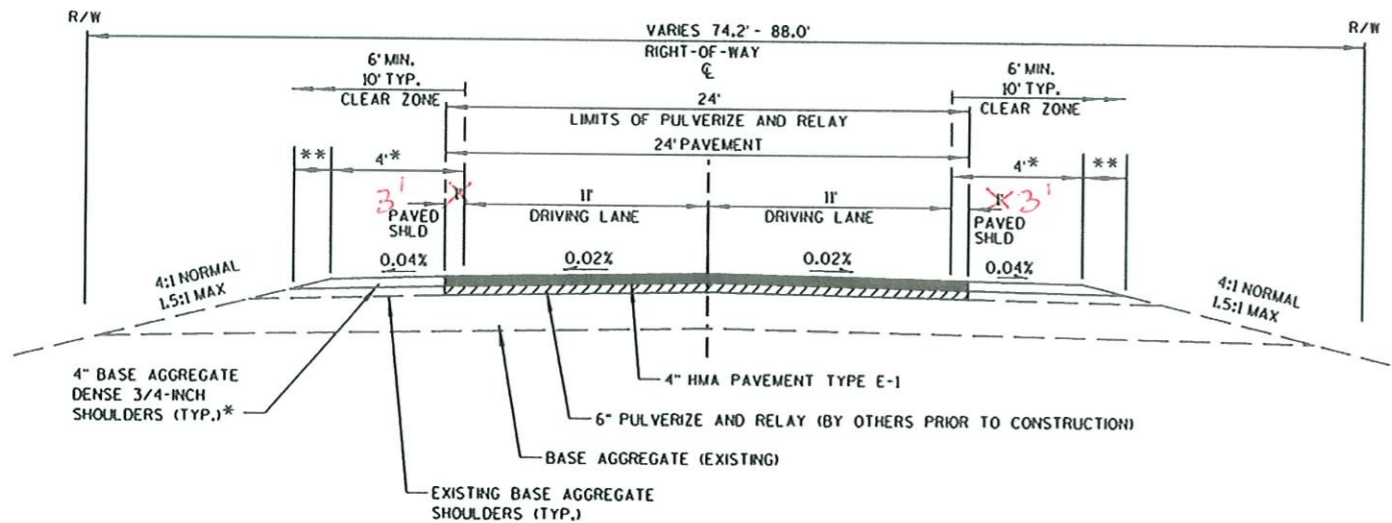 R/W
R/W
VARIES 74.2' - 88.0'
RIGHT-OF-WAY
℄
6' MIN.
10' TYP.
CLEAR ZONE
6' MIN.
10' TYP.
CLEAR ZONE
24'
LIMITS OF PULVERIZE AND RELAY
24' PAVEMENT
**
4'*
4'*
**
3'
1'
11'
11'
1'
3'
PAVED
SHLD
DRIVING LANE
DRIVING LANE
PAVED
SHLD
0.04%
0.02%
0.02%
0.04%
4:1 NORMAL
1.5:1 MAX
4:1 NORMAL
1.5:1 MAX
4" BASE AGGREGATE
DENSE 3/4-INCH
SHOULDERS (TYP.)*
4" HMA PAVEMENT TYPE E-1
6" PULVERIZE AND RELAY (BY OTHERS PRIOR TO CONSTRUCTION)
BASE AGGREGATE (EXISTING)
EXISTING BASE AGGREGATE
SHOULDERS (TYP.)